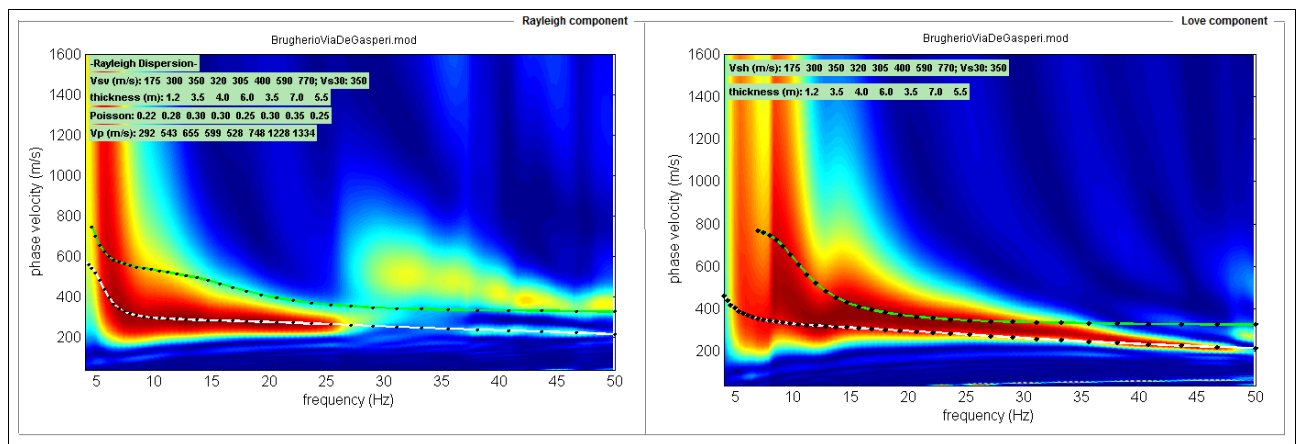 Rayleigh component
BrugherioViaDeGasperi.mod
-Rayleigh Dispersion-
Vsv (m/s): 175 300 350 320 305 400 590 770; Vs30: 350
thickness (m): 1.2 3.5 4.0 6.0 3.5 7.0 5.5
Poisson: 0.22 0.28 0.30 0.30 0.25 0.30 0.35 0.25
Vp (m/s): 292 543 655 599 528 748 1228 1334
1600
1400
1200
1000
800
600
400
200
phase velocity (m/s)
5 10 15 20 25 30 35 40 45 50
frequency (Hz)
Love component
BrugherioViaDeGasperi.mod
Vsh (m/s): 175 300 350 320 305 400 590 770; Vs30: 350
thickness (m): 1.2 3.5 4.0 6.0 3.5 7.0 5.5
1600
1400
1200
1000
800
600
400
200
phase velocity (m/s)
5 10 15 20 25 30 35 40 45 50
frequency (Hz)